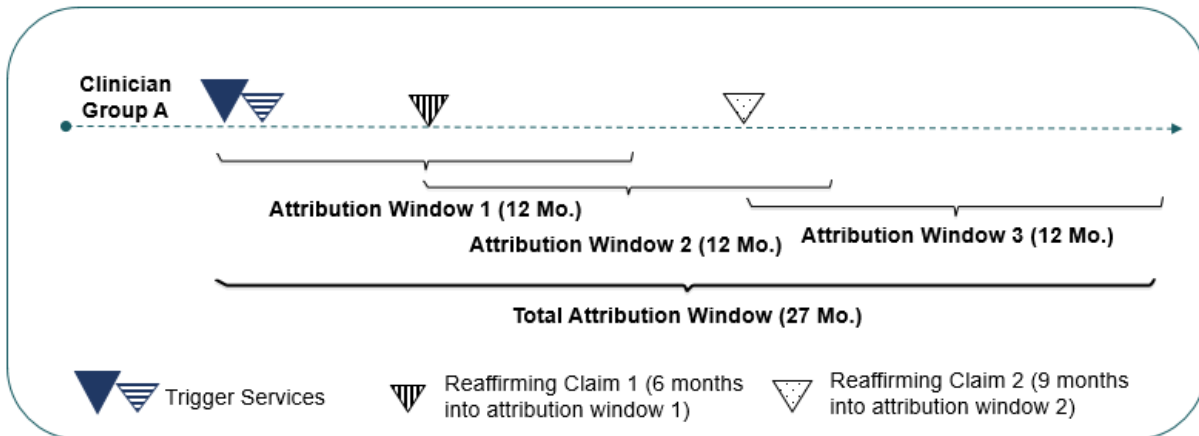 Clinician
Group A
Attribution Window 1 (12 Mo.)
Attribution Window 2 (12 Mo.)
Attribution Window 3 (12 Mo.)
Total Attribution Window (27 Mo.)
Trigger Services
Reaffirming Claim 1 (6 months
into attribution window 1)
Reaffirming Claim 2 (9 months
into attribution window 2)